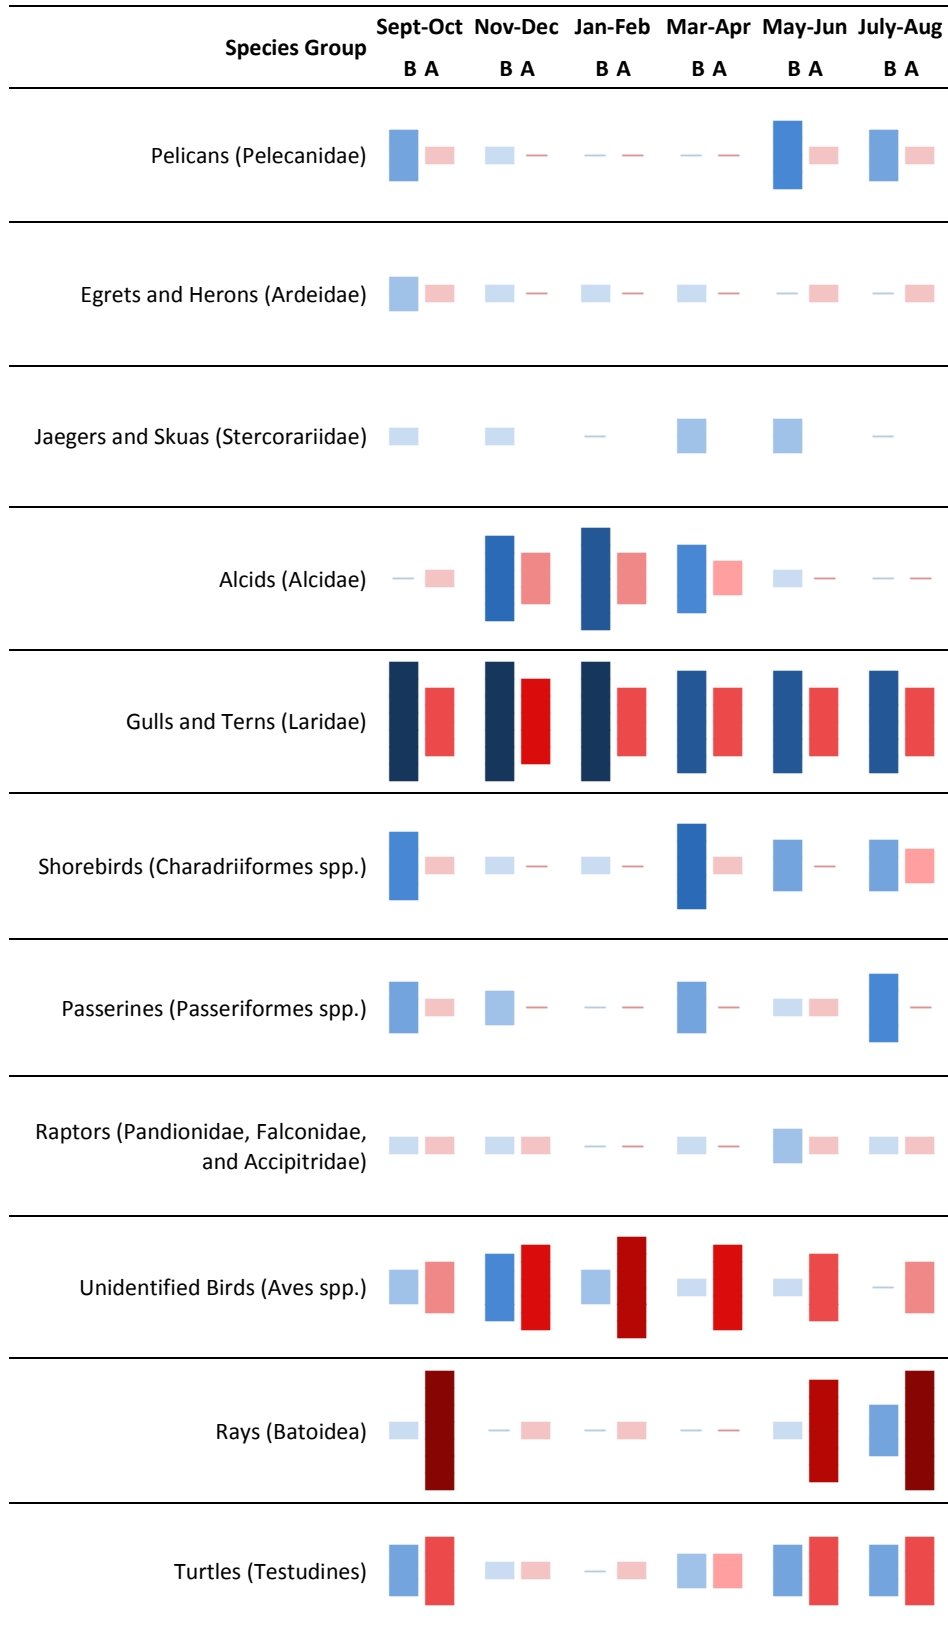 Sept-Oct Nov-Dec Jan-Feb Mar-Apr May-Jun July-Aug
Species Group
B A B A B A B A B A B A
Pelicans (Pelecanidae)
Egrets and Herons (Ardeidae)
Jaegers and Skuas (Stercorariidae)
Alcids (Alcidae)
Gulls and Terns (Laridae)
Shorebirds (Charadriiformes spp.)
Passerines (Passeriformes spp.)
Raptors (Pandionidae, Falconidae,
and Accipitridae)
Unidentified Birds (Aves spp.)
Rays (Batoidea)
Turtles (Testudines)